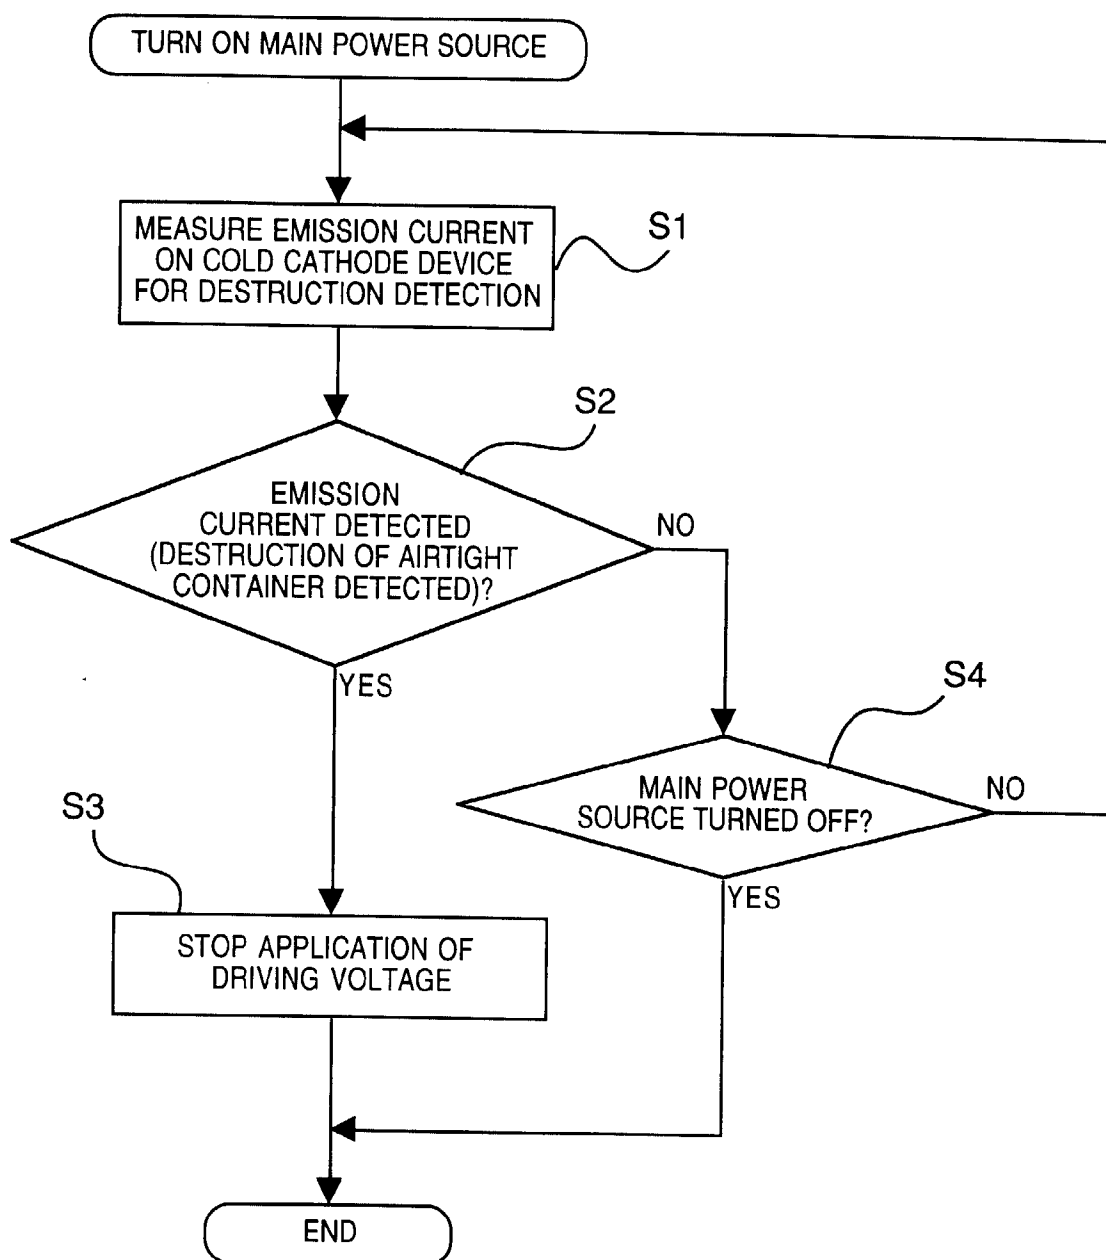 TURN ON MAIN POWER SOURCE
MEASURE EMISSION CURRENT
ON COLD CATHODE DEVICE
FOR DESTRUCTION DETECTION
S1
S2
EMISSION
CURRENT DETECTED
(DESTRUCTION OF AIRTIGHT
CONTAINER DETECTED)?
NO
YES
S4
MAIN POWER
SOURCE TURNED OFF?
NO
YES
S3
STOP APPLICATION OF
DRIVING VOLTAGE
END